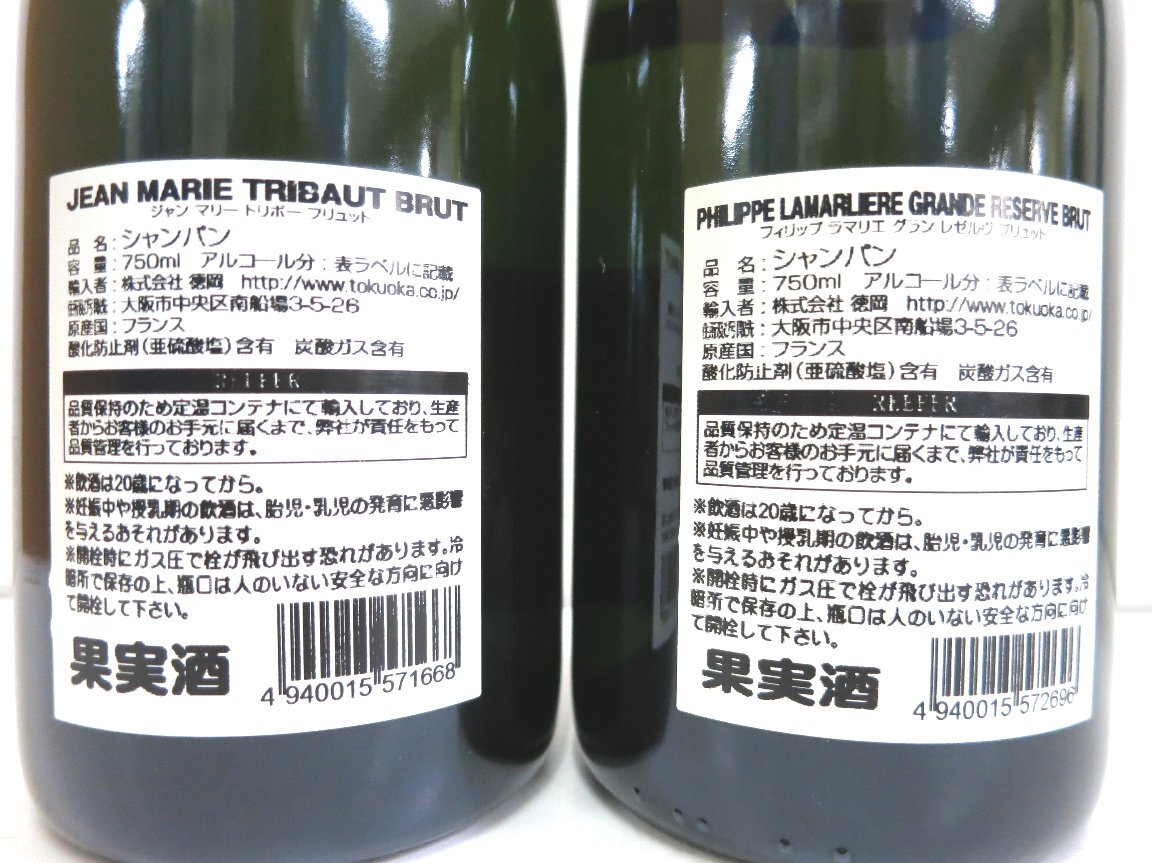 JEAN MARIE TRIBAUT BRUT
ジャン マリー トリボー ブリュット
品 名：シャンパン
容 量：750ml アルコール分：表ラベルに記載
輸入者：株式会社 徳岡 http://www.tokuoka.co.jp/
大阪市中央区南船場3-5-26
原産国：フランス
酸化防止剤(亜硫酸塩)含有 炭酸ガス含有
REEFER
品質保持のため定温コンテナにて輸入しており、生産
者からお客様のお手元に届くまで、弊社が責任をもって
品質管理を行っております。
※飲酒は20歳になってから。
※妊娠中や授乳期の飲酒は、胎児・乳児の発育に悪影響
を与えるおそれがあります。
※開栓時にガス圧で栓が飛び出す恐れがあります。冷
暗所で保存の上、瓶口は人のいない安全な方向に向け
て開栓して下さい。
果実酒
4 940015 571668
PHILIPPE LAMARLIERE GRANDE RESERVE BRUT
フィリップ ラマリエ グラン レゼルヴ ブリュット
品 名：シャンパン
容 量：750ml アルコール分：表ラベルに記載
輸入者：株式会社 徳岡 http://www.tokuoka.co.jp/
大阪市中央区南船場3-5-26
原産国：フランス
酸化防止剤(亜硫酸塩)含有 炭酸ガス含有
REEFER
品質保持のため定温コンテナにて輸入しており、生産
者からお客様のお手元に届くまで、弊社が責任をもって
品質管理を行っております。
※飲酒は20歳になってから。
※妊娠中や授乳期の飲酒は、胎児・乳児の発育に悪影響
を与えるおそれがあります。
※開栓時にガス圧で栓が飛び出す恐れがあります。冷
暗所で保存の上、瓶口は人のいない安全な方向に向け
て開栓して下さい。
果実酒
4 940015 572696